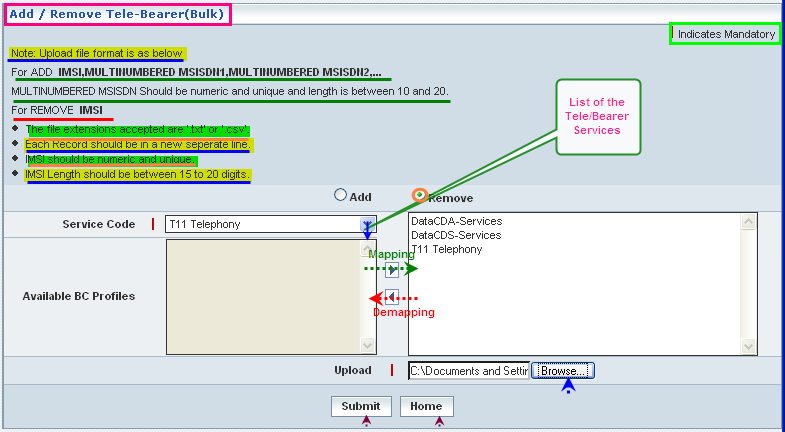 Add / Remove Tele-Bearer(Bulk)
Indicates Mandatory
Note: Upload file format is as below
For ADD IMSI,MULTINUMBERED MSISDN1,MULTINUMBERED MSISDN2,...
MULTINUMBERED MSISDN Should be numeric and unique and length is between 10 and 20.
For REMOVE IMSI
The file extensions accepted are '.txt' or '.csv'.
Each Record should be in a new seperate line.
IMSI should be numeric and unique.
IMSI Length should be between 15 to 20 digits.
List of the
Tele/Bearer
Services
Add Remove
Service Code T11 Telephony
DataCDA-Services
DataCDS-Services
T11 Telephony
Mapping
Available BC Profiles
Demapping
Upload C:\Documents and Settin Browse...
Submit Home